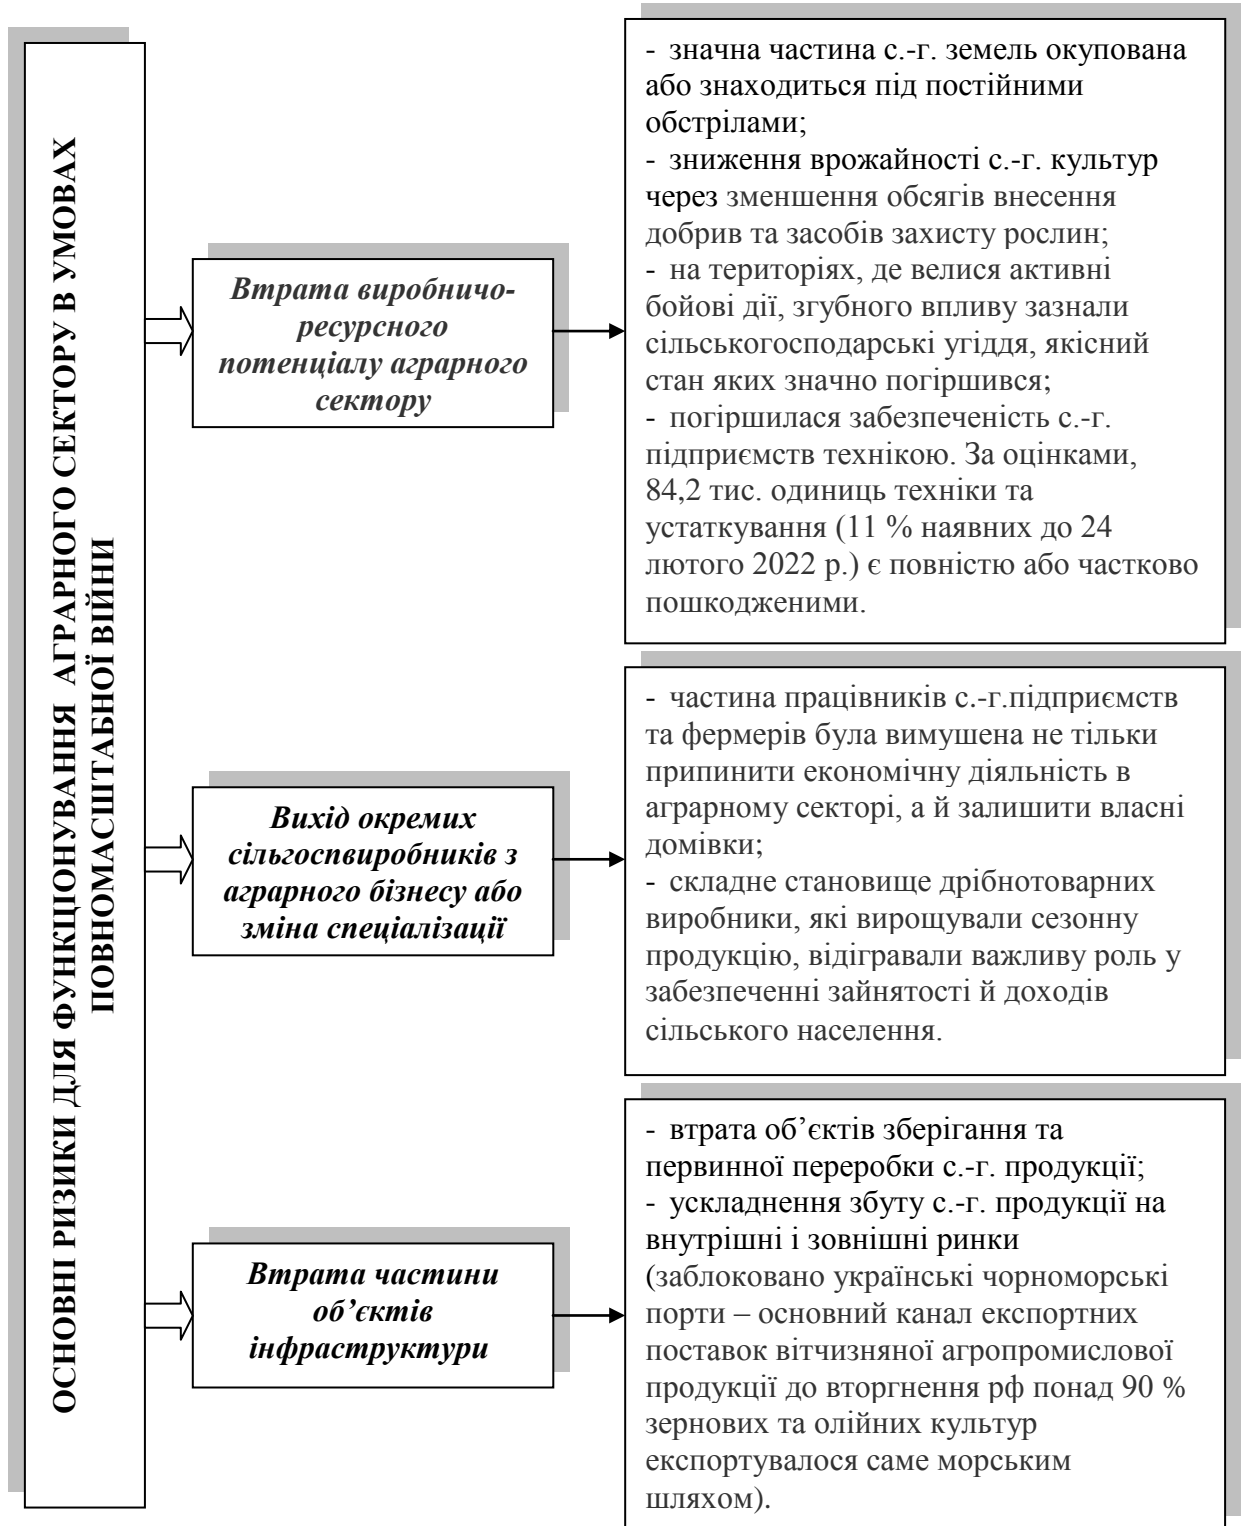 ОСНОВНІ РИЗИКИ ДЛЯ ФУНКЦІОНУВАННЯ АГРАРНОГО СЕКТОРУ В УМОВАХ
ПОВНОМАСШТАБНОЇ ВІЙНИ
Втрата виробничо-
ресурсного
потенціалу аграрного
сектору
- значна частина с.-г. земель окупована
або знаходиться під постійними
обстрілами;
- зниження врожайності с.-г. культур
через зменшення обсягів внесення
добрив та засобів захисту рослин;
- на територіях, де велися активні
бойові дії, згубного впливу зазнали
сільськогосподарські угіддя, якісний
стан яких значно погіршився;
- погіршилася забезпеченість с.-г.
підприємств технікою. За оцінками,
84,2 тис. одиниць техніки та
устаткування (11 % наявних до 24
лютого 2022 р.) є повністю або частково
пошкодженими.
Вихід окремих
сільгоспвиробників з
аграрного бізнесу або
зміна спеціалізації
- частина працівників с.-г.підприємств
та фермерів була вимушена не тільки
припинити економічну діяльність в
аграрному секторі, а й залишити власні
домівки;
- складне становище дрібнотоварних
виробники, які вирощували сезонну
продукцію, відігравали важливу роль у
забезпеченні зайнятості й доходів
сільського населення.
Втрата частини
об’єктів
інфраструктури
- втрата об’єктів зберігання та
первинної переробки с.-г. продукції;
- ускладнення збуту с.-г. продукції на
внутрішні і зовнішні ринки
(заблоковано українські чорноморські
порти – основний канал експортних
поставок вітчизняної агропромислової
продукції до вторгнення рф понад 90 %
зернових та олійних культур
експортувалося саме морським
шляхом).